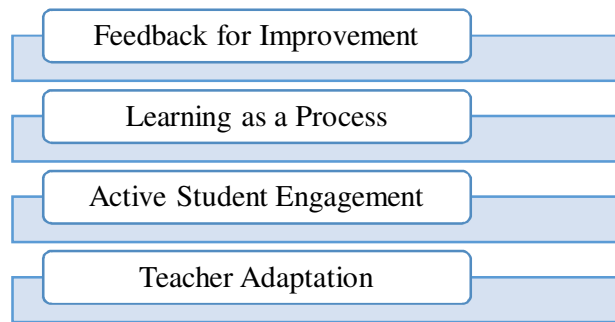 Feedback for Improvement
Learning as a Process
Active Student Engagement
Teacher Adaptation